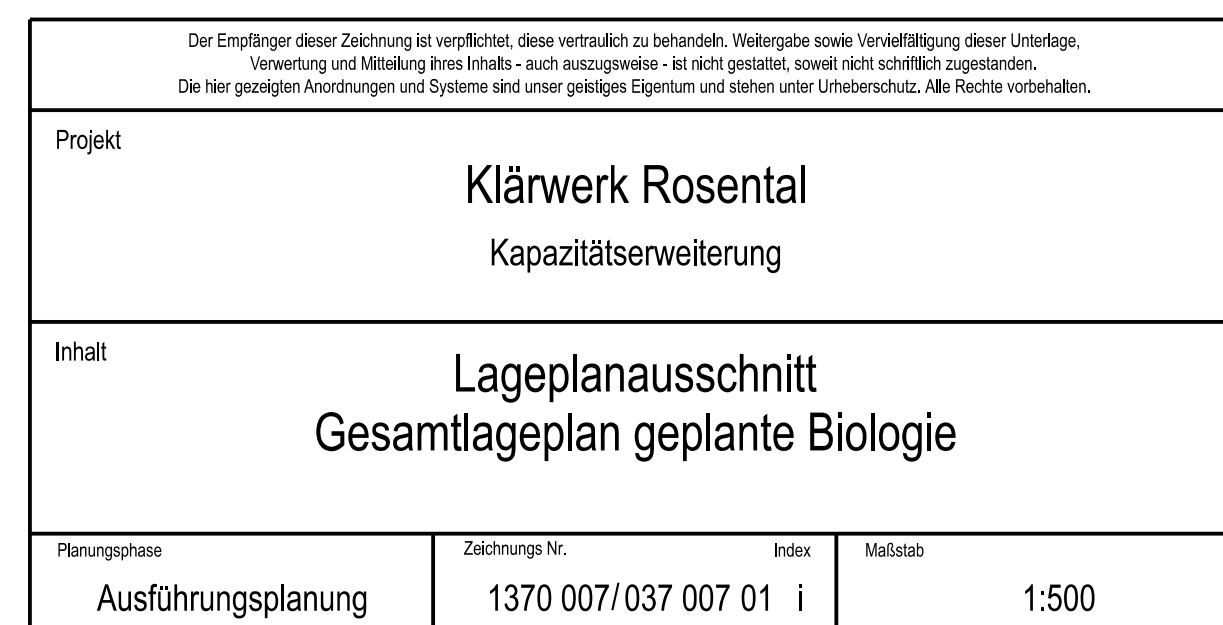 Der Empfänger dieser Zeichnung ist verpflichtet, diese vertraulich zu behandeln. Weitergabe sowie Vervielfältigung dieser Unterlage,
Verwertung und Mitteilung ihres Inhalts - auch auszugsweise - ist nicht gestattet, soweit nicht schriftlich zugestanden.
Die hier gezeigten Anordnungen und Systeme sind unser geistiges Eigentum und stehen unter Urheberschutz. Alle Rechte vorbehalten.
Projekt
Klärwerk Rosental
Kapazitätserweiterung
Inhalt
Lageplanausschnitt
Gesamtlageplan geplante Biologie
Planungsphase
Ausführungsplanung
Zeichnungs Nr. Index
1370 007/037 007 01 i
Maßstab
1:500